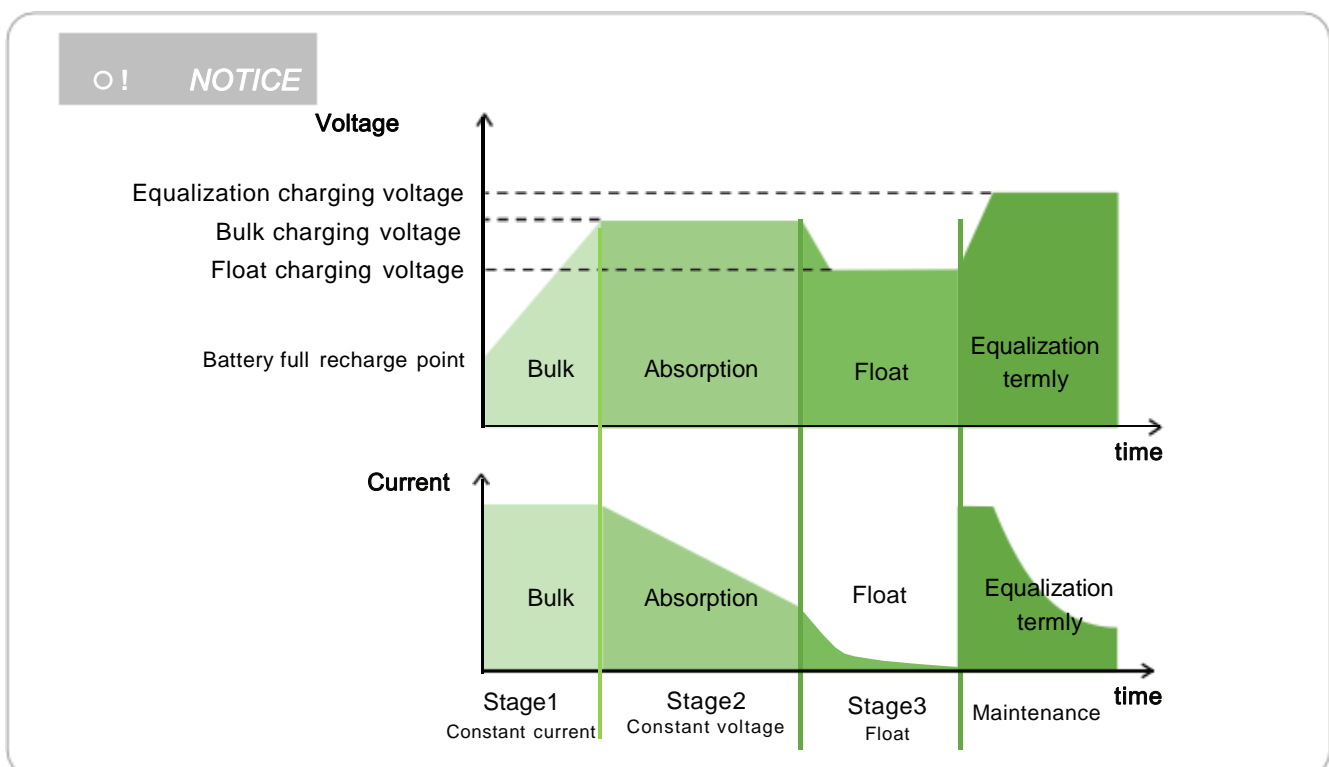 ○! NOTICE
Voltage
Equalization charging voltage
Bulk charging voltage
Float charging voltage
Battery full recharge point
Bulk
Absorption
Float
Equalization
termly
time
Current
Bulk
Absorption
Float
Equalization
termly
time
Stage1
Constant current
Stage2
Constant voltage
Stage3
Float
Maintenance